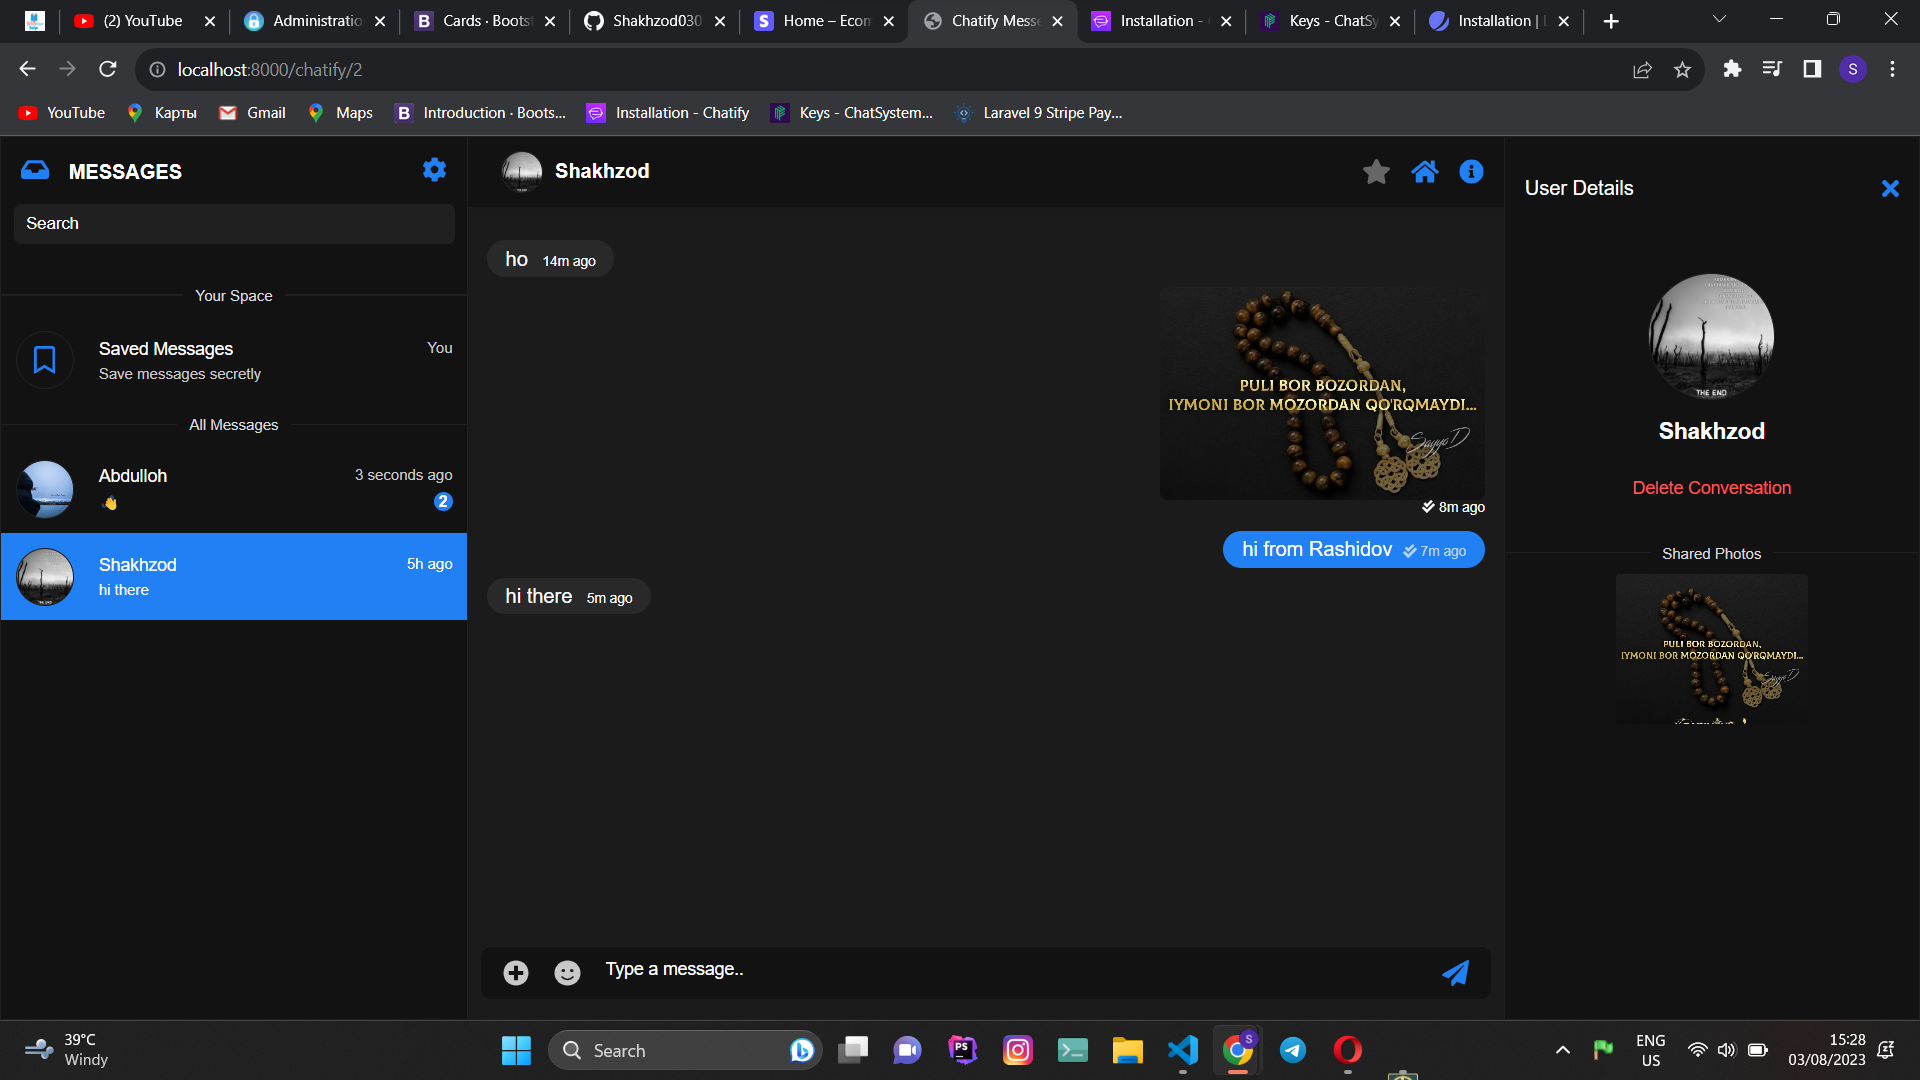 (2) YouTube
Administratio
Cards · Boots
Shakhzod030
Home – Ecom
Chatify Messe
Installation -
Keys - ChatSy
Installation | L
localhost:8000/chatify/2
S
YouTube
Карты
Gmail
Maps
Introduction · Boots...
Installation - Chatify
Keys - ChatSystem...
Laravel 9 Stripe Pay...
MESSAGES
Search
Your Space
Saved Messages
You
Save messages secretly
All Messages
Abdulloh
3 seconds ago
👋
2
Shakhzod
5h ago
hi there
Shakhzod
ho 14m ago
PULI BOR BOZORDAN,
IYMONI BOR MOZORDAN QO'RQMAYDI...
Sayyo D
8m ago
hi from Rashidov 7m ago
hi there 5m ago
Type a message..
User Details
THE END
Shakhzod
Delete Conversation
Shared Photos
PULI BOR BOZORDAN,
IYMONI BOR MOZORDAN QO'RQMAYDI...
Sayyo D
39°C
Windy
Search
PS
S
ENG
US
15:28
03/08/2023